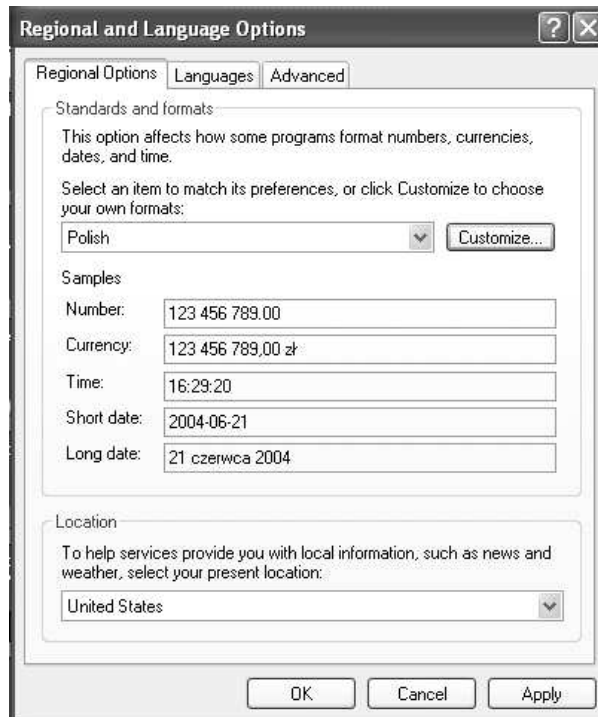 Regional and Language Options
Regional Options Languages Advanced
Standards and formats
This option affects how some programs format numbers, currencies,
dates, and time.
Select an item to match its preferences, or click Customize to choose
your own formats:
Polish Customize...
Samples
Number: 123 456 789.00
Currency: 123 456 789,00 zł
Time: 16:29:20
Short date: 2004-06-21
Long date: 21 czerwca 2004
Location
To help services provide you with local information, such as news and
weather, select your present location:
United States
OK Cancel Apply